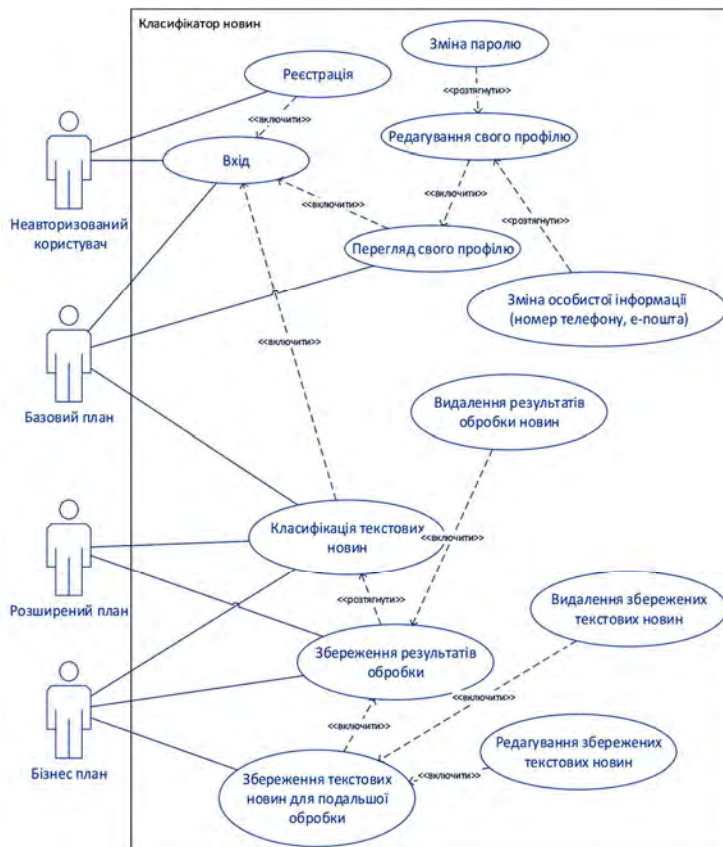 Класифікатор новин
Зміна паролю
Реєстрація
<<розтягнути>>
<<включити>>
Редагування свого профілю
Вхід
<<включити>>
<<включити>>
<<розтягнути>>
Неавторизований
користувач
Перегляд свого профілю
Зміна особистої інформації
(номер телефону, е-пошта)
<<включити>>
Базовий план
Видалення результатів
обробки новин
Класифікація текстових
новин
<<включити>>
Розширений план
<<розтягнути>>
Видалення збережених
текстових новин
Збереження результатів
обробки
<<включити>>
<<включити>>
Бізнес план
Редагування збережених
текстових новин
<<включити>>
Збереження текстових
новин для подальшої
обробки